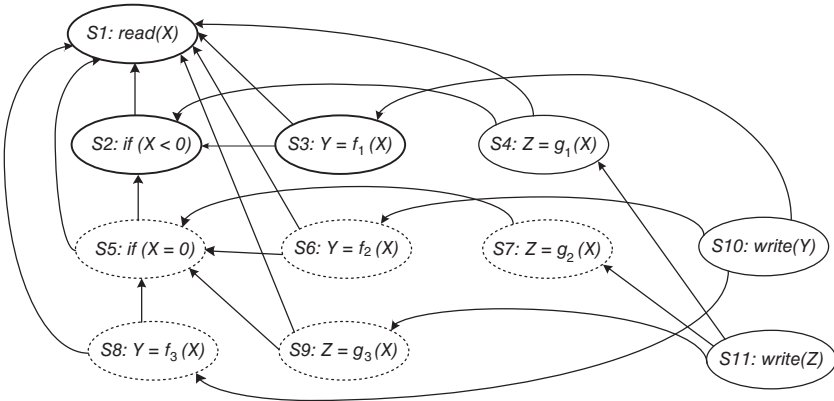 S1: read(X)
S2: if (X < 0)
S3: Y = f1 (X)
S4: Z = g1(X)
S5: if (X = 0)
S6: Y = f2(X)
S7: Z = g2(X)
S10: write(Y)
S8: Y = f3 (X)
S9: Z = g3(X)
S11: write(Z)